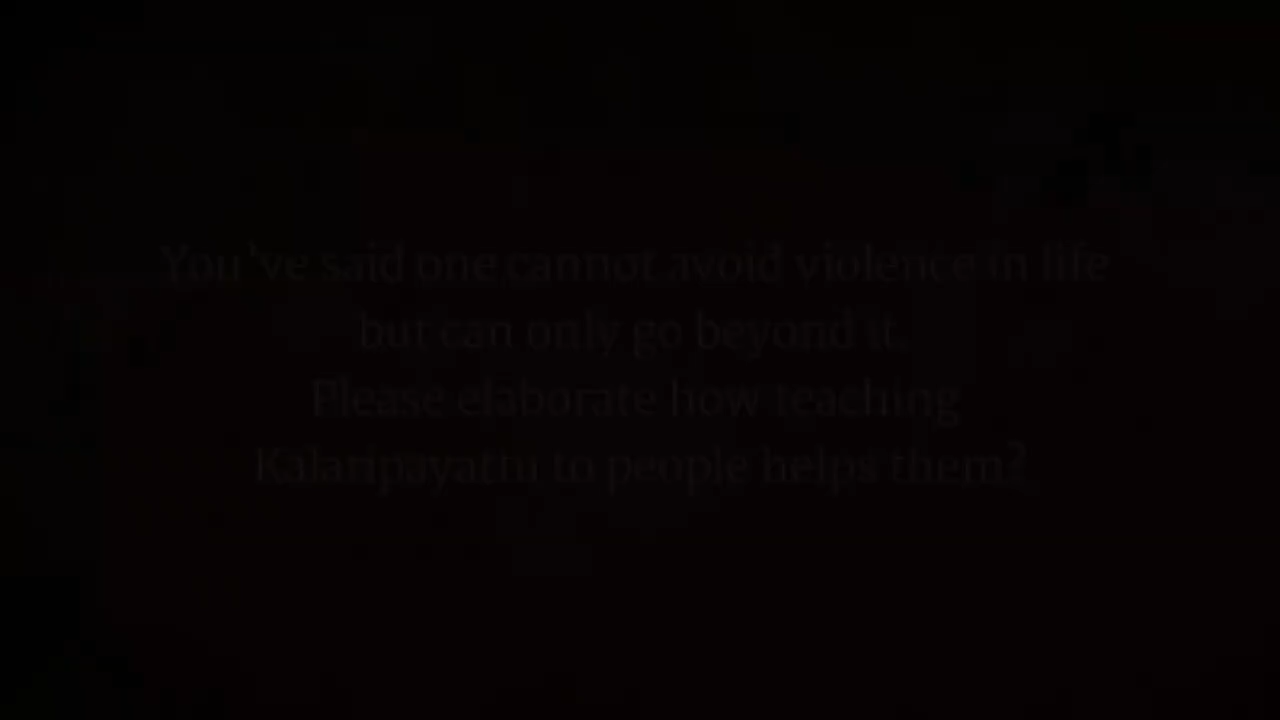 You've said one cannot avoid violence in life
but can only go beyond it.
Please elaborate how teaching
Kalaripayattu to people helps them?